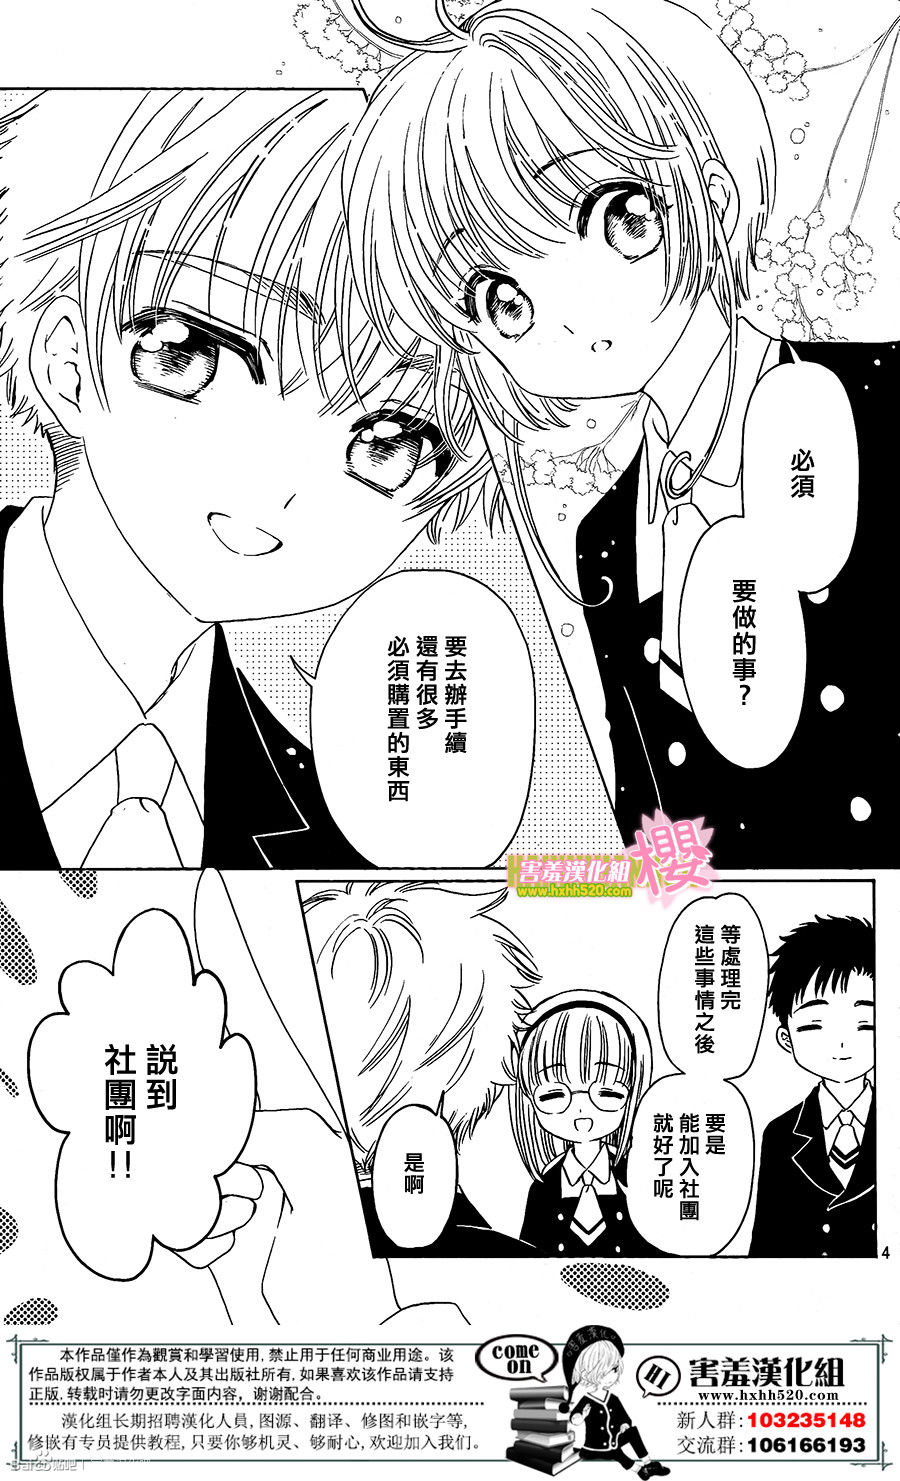 必須
要做的事?
要去辦手續
還有很多
必須購置的東西
害羞漢化組
www.hxhh520.com
櫻
等處理完
這些事情之後
要是
能加入社團
就好了呢
是啊
説到
社團啊!!
4
本作品僅作為觀賞和學習使用,禁止用于任何商业用途。该
作品版权属于作者本人及其出版社所有,如果喜欢该作品请支持
正版,转载时请勿更改字面内容，谢谢配合。
汉化组长期招聘汉化人員,图源、翻译、修图和嵌字等,
修嵌有专员提供教程,只要你够机灵、够耐心,欢迎加入我们。
come
on
HI
害羞漢化組
www.hxhh520.com
新人群:103235148
交流群:106166193